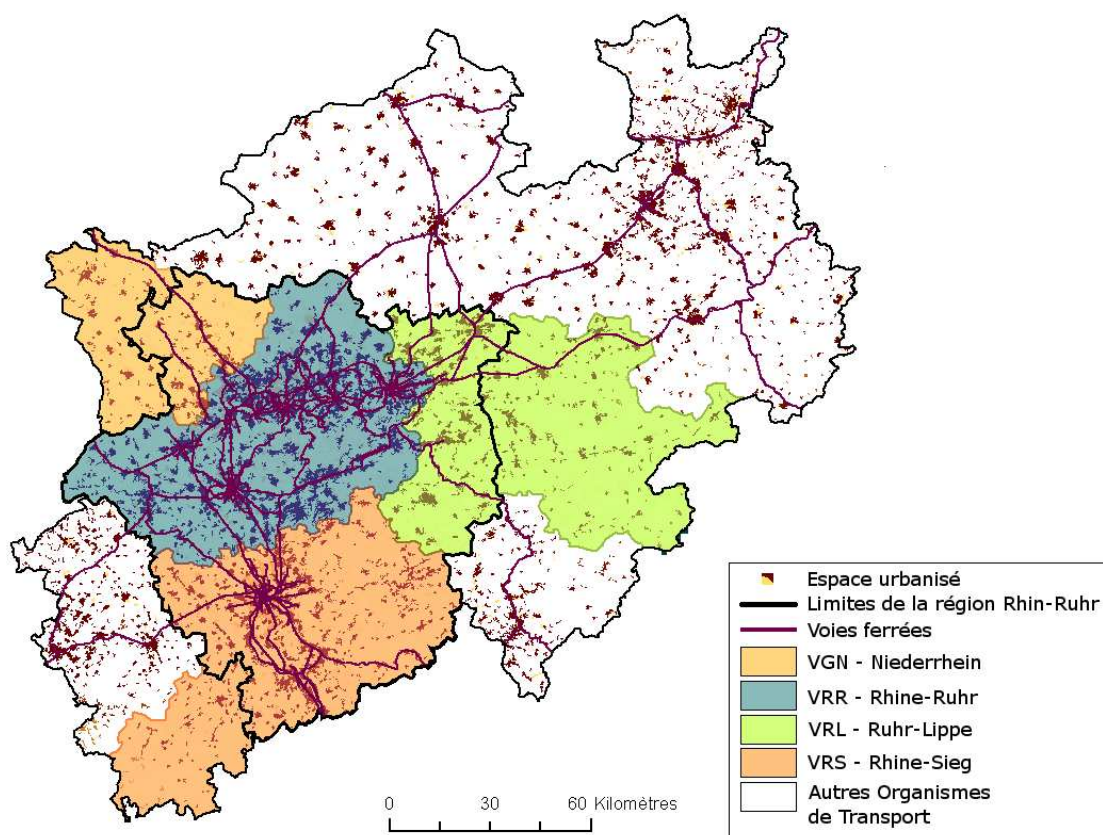 Espace urbanisé
Limites de la région Rhin-Ruhr
Voies ferrées
VGN - Niederrhein
VRR - Rhine-Ruhr
VRL - Ruhr-Lippe
VRS - Rhine-Sieg
Autres Organismes
de Transport
0 30 60 Kilomètres